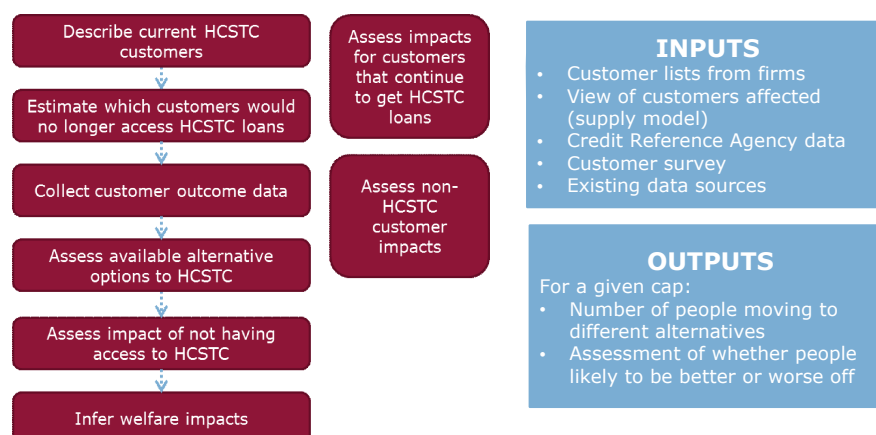 Describe current HCSTC
customers
Estimate which customers would
no longer access HCSTC loans
Collect customer outcome data
Assess available alternative
options to HCSTC
Assess impact of not having
access to HCSTC
Infer welfare impacts
Assess impacts
for customers
that continue
to get HCSTC
loans
Assess non-
HCSTC
customer
impacts
INPUTS
• Customer lists from firms
• View of customers affected
(supply model)
• Credit Reference Agency data
• Customer survey
• Existing data sources
OUTPUTS
For a given cap:
• Number of people moving to
different alternatives
• Assessment of whether people
likely to be better or worse off